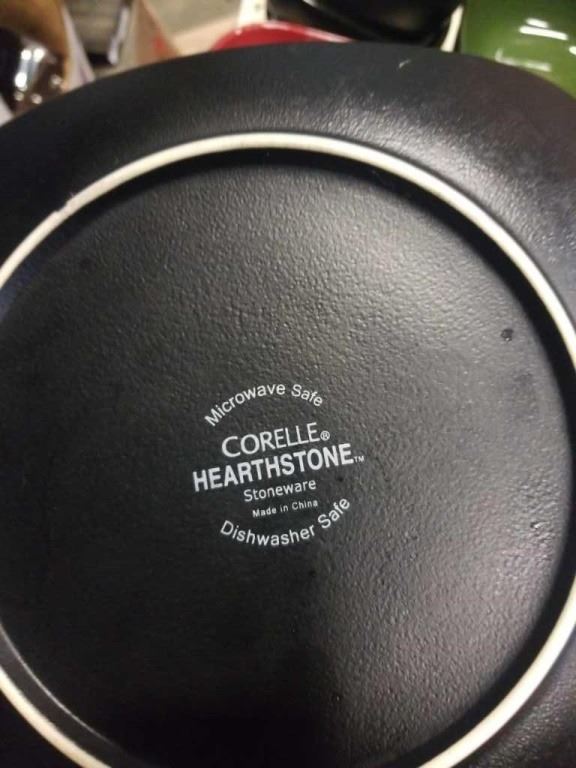 Microwave Safe
CORELLE®
HEARTHSTONE™
Stoneware
Made in China
Dishwasher Safe